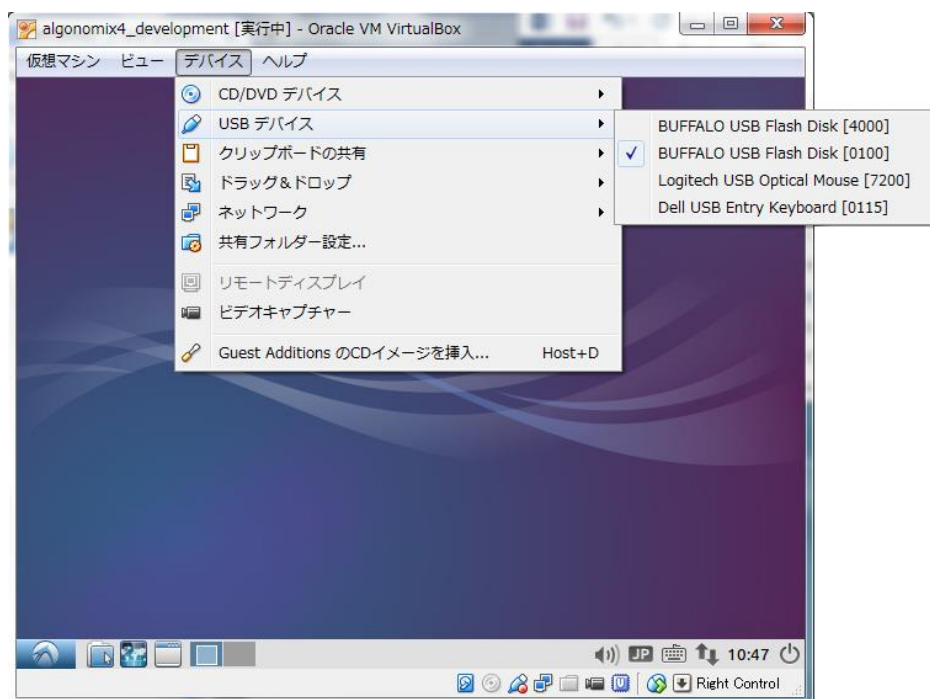 algonomix4_development [実行中] - Oracle VM VirtualBox
仮想マシン ビュー デバイス ヘルプ
CD/DVD デバイス
USB デバイス
クリップボードの共有
ドラッグ&ドロップ
ネットワーク
共有フォルダー設定...
リモートディスプレイ
ビデオキャプチャー
Guest Additions のCDイメージを挿入... Host+D
BUFFALO USB Flash Disk [4000]
BUFFALO USB Flash Disk [0100]
Logitech USB Optical Mouse [7200]
Dell USB Entry Keyboard [0115]
JP 10:47
Right Control